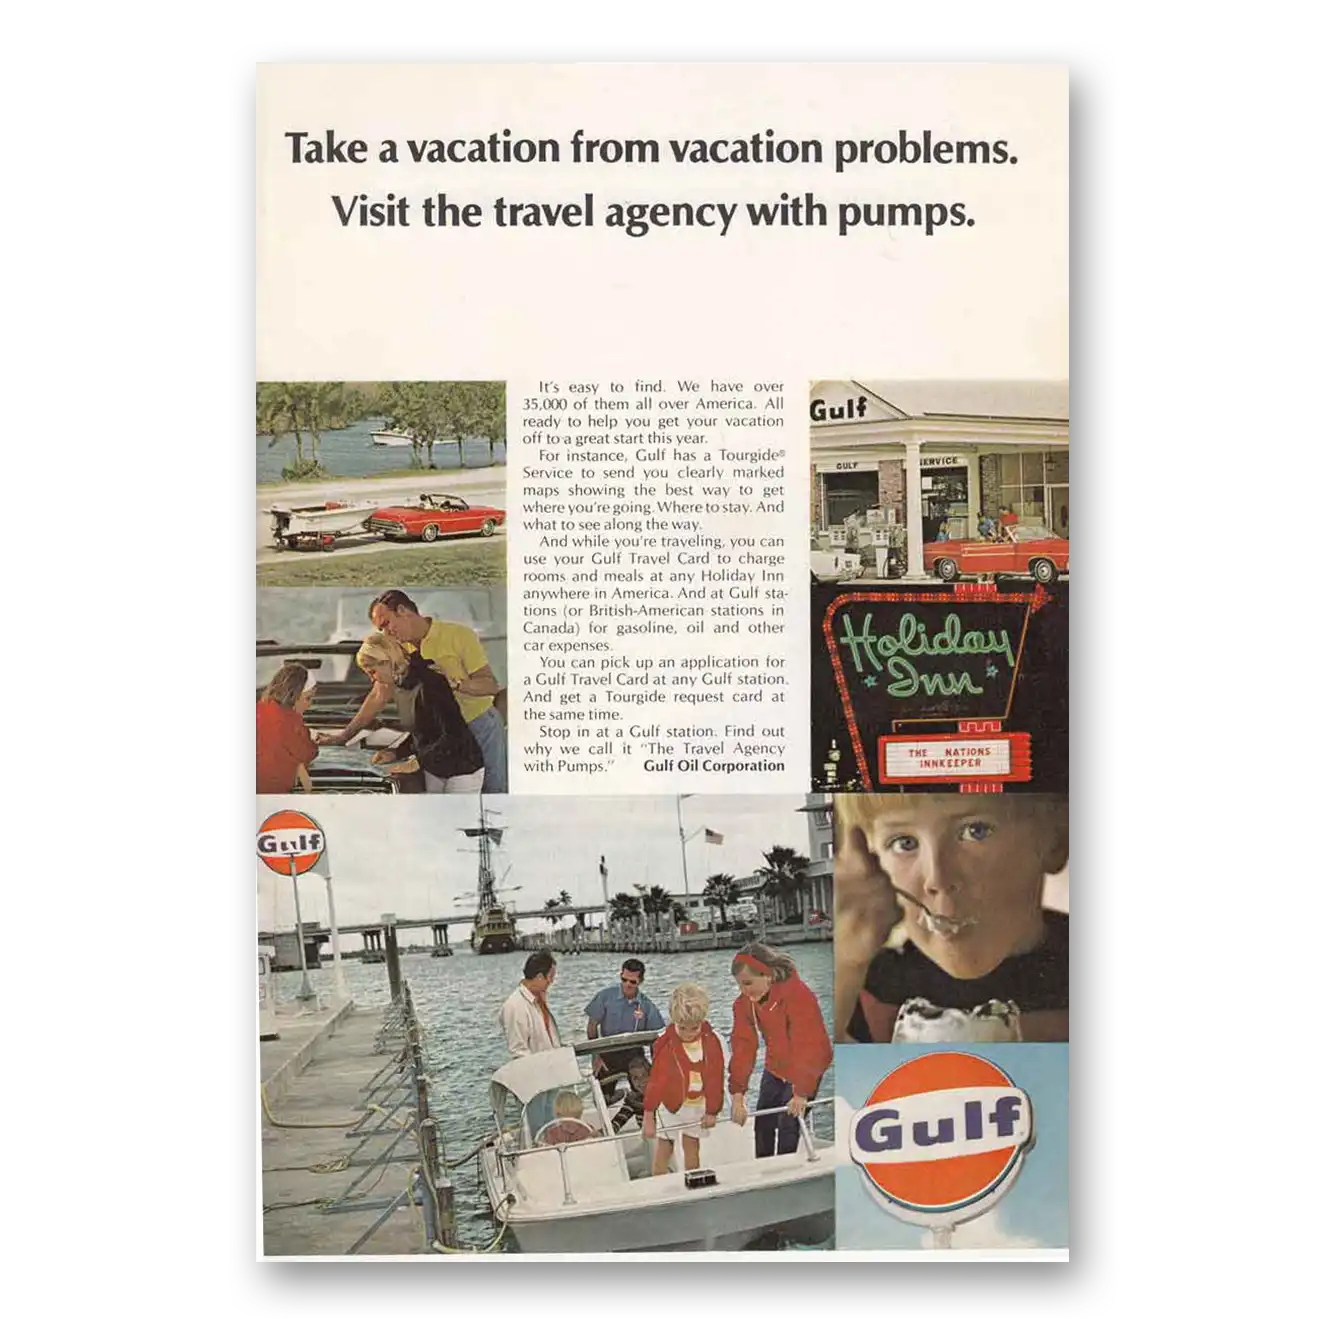 Take a vacation from vacation problems.
Visit the travel agency with pumps.
It's easy to find. We have over
35,000 of them all over America. All
ready to help you get your vacation
off to a great start this year.
For instance, Gulf has a Tourgide®
Service to send you clearly marked
maps showing the best way to get
where you're going. Where to stay. And
what to see along the way.
And while you're traveling, you can
use your Gulf Travel Card to charge
rooms and meals at any Holiday Inn
anywhere in America. And at Gulf sta-
tions (or British-American stations in
Canada) for gasoline, oil and other
car expenses.
You can pick up an application for
a Gulf Travel Card at any Gulf station.
And get a Tourgide request card at
the same time.
Stop in at a Gulf station. Find out
why we call it "The Travel Agency
with Pumps." Gulf Oil Corporation
Gulf
GULF
SERVICE
Holiday
Inn
THE NATIONS
INNKEEPER
Gulf
Gulf